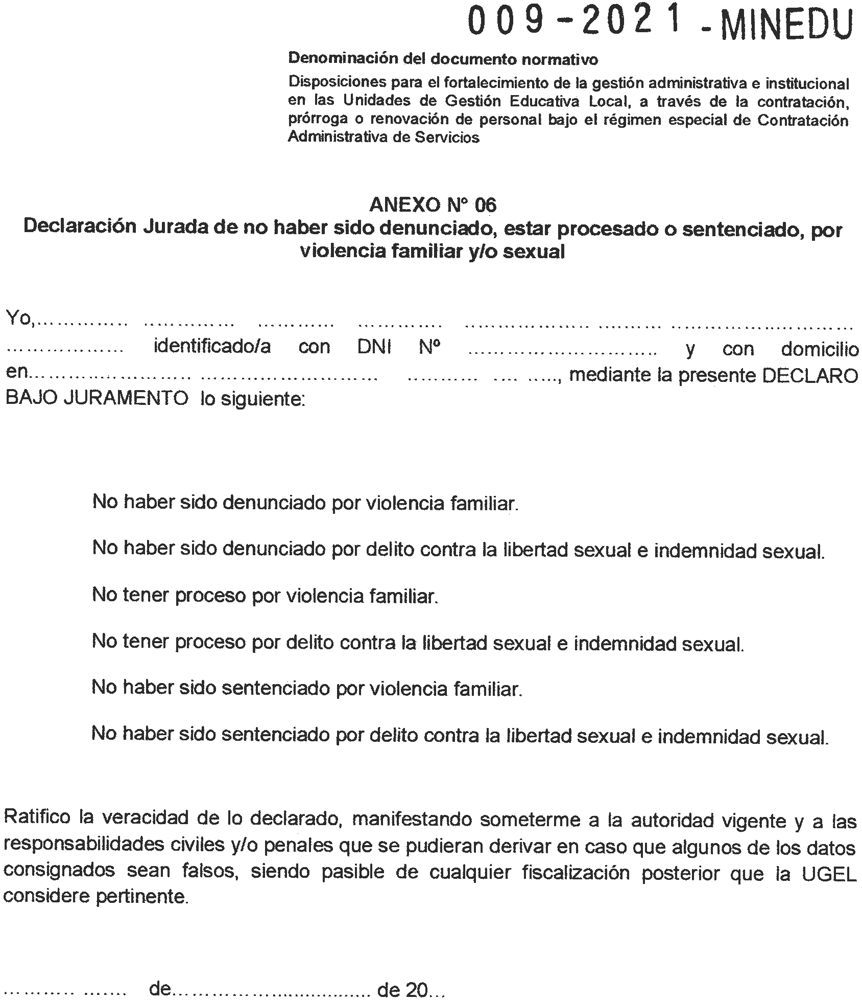 009-2021 -MINEDU
Denominación del documento normativo
Disposiciones para el fortalecimiento de la gestión administrativa e institucional
en las Unidades de Gestión Educativa Local, a través de la contratación,
prórroga o renovación de personal bajo el régimen especial de Contratación
Administrativa de Servicios
ANEXO Nº 06
Declaración Jurada de no haber sido denunciado, estar procesado o sentenciado, por
violencia familiar y/o sexual
Yo,.............. .............. ............ ............. ................... .......... ............................
.................. identificado/a con DNI Nº ............................. y con domicilio
en......................... ........................... ........... .... ....., mediante la presente DECLARO
BAJO JURAMENTO lo siguiente:
No haber sido denunciado por violencia familiar.
No haber sido denunciado por delito contra la libertad sexual e indemnidad sexual.
No tener proceso por violencia familiar.
No tener proceso por delito contra la libertad sexual e indemnidad sexual.
No haber sido sentenciado por violencia familiar.
No haber sido sentenciado por delito contra la libertad sexual e indemnidad sexual.
Ratifico la veracidad de lo declarado, manifestando someterme a la autoridad vigente y a las
responsabilidades civiles y/o penales que se pudieran derivar en caso que algunos de los datos
consignados sean falsos, siendo pasible de cualquier fiscalización posterior que la UGEL
considere pertinente.
........... ....... de............................... de 20...